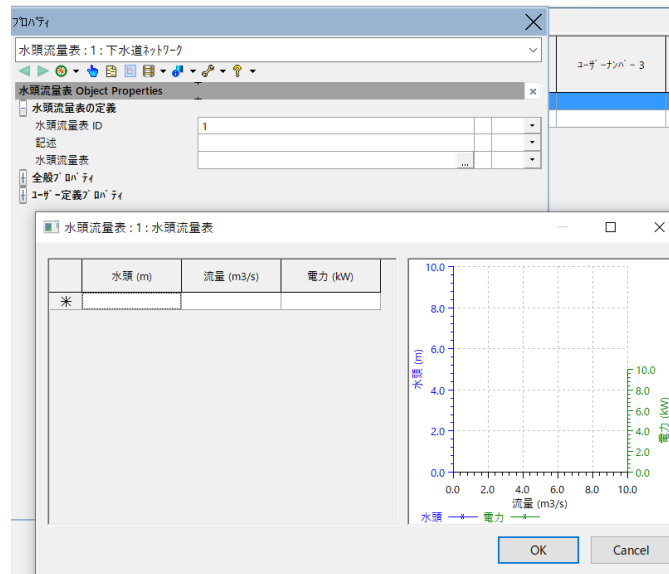 ﾌﾟﾛﾊﾟﾃｨ
水頭流量表 : 1 : 下水道ネットワーク
ﾕｰｻﾞｰﾅﾝﾊﾞｰ 3
水頭流量表 Object Properties
水頭流量表の定義
水頭流量表 ID 1
記述
水頭流量表 ...
全般ﾌﾟﾛﾊﾟﾃｨ
ﾕｰｻﾞｰ定義ﾌﾟﾛﾊﾟﾃｨ
水頭流量表 : 1 : 水頭流量表
水頭 (m) 流量 (m3/s) 電力 (kW)
10.0
8.0
6.0
4.0
2.0
0.0
水頭 (m)
10.0
8.0
6.0
4.0
2.0
0.0
電力 (kW)
0.0 2.0 4.0 6.0 8.0 10.0
流量 (m3/s)
水頭 電力
OK Cancel